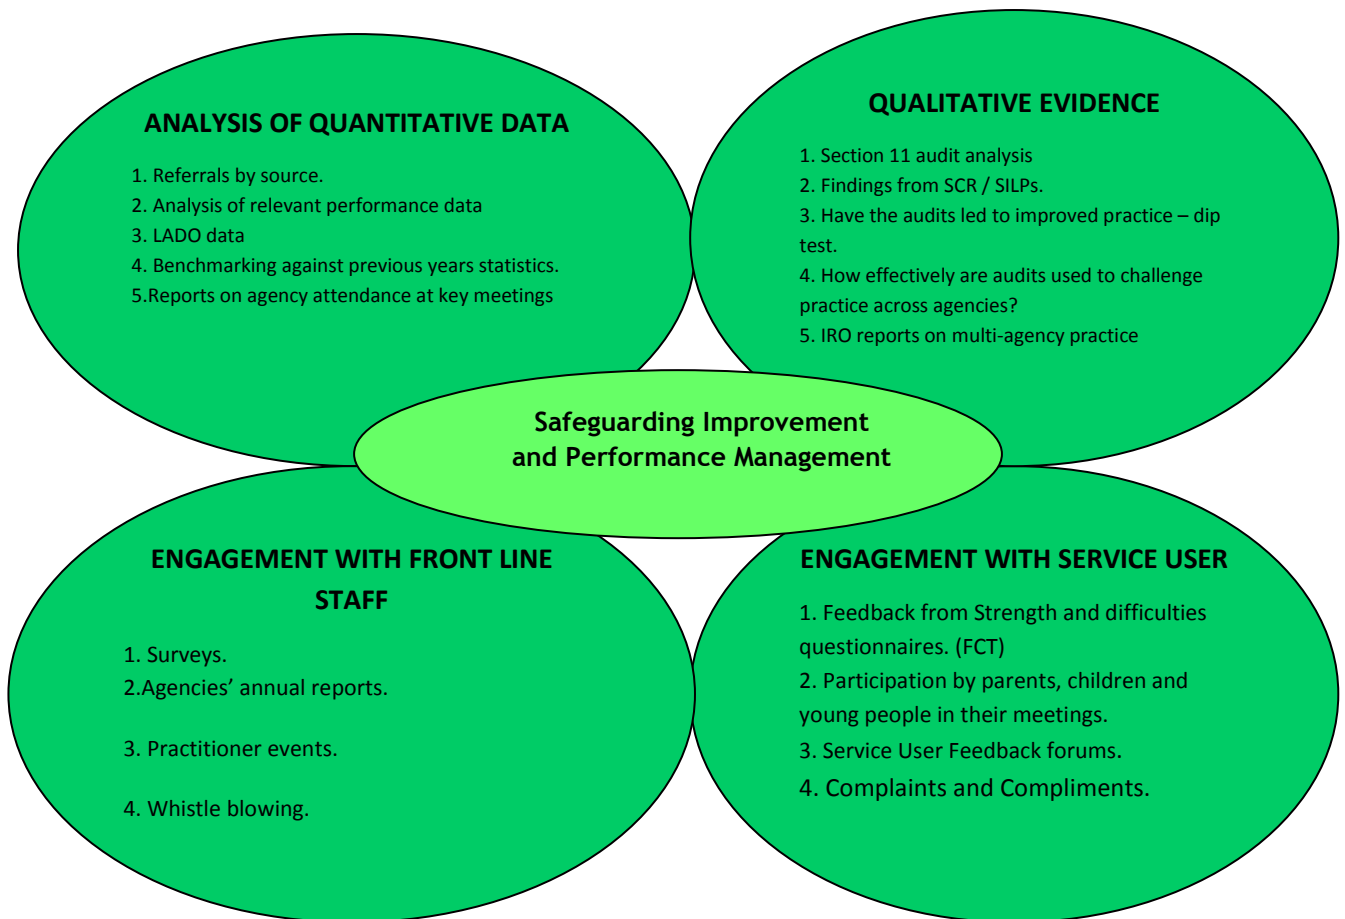 ANALYSIS OF QUANTITATIVE DATA
1. Referrals by source.
2. Analysis of relevant performance data
3. LADO data
4. Benchmarking against previous years statistics.
5.Reports on agency attendance at key meetings
QUALITATIVE EVIDENCE
1. Section 11 audit analysis
2. Findings from SCR / SILPs.
3. Have the audits led to improved practice – dip
test.
4. How effectively are audits used to challenge
practice across agencies?
5. IRO reports on multi-agency practice
Safeguarding Improvement
and Performance Management
ENGAGEMENT WITH FRONT LINE
STAFF
1. Surveys.
2.Agencies’ annual reports.
3. Practitioner events.
4. Whistle blowing.
ENGAGEMENT WITH SERVICE USER
1. Feedback from Strength and difficulties
questionnaires. (FCT)
2. Participation by parents, children and
young people in their meetings.
3. Service User Feedback forums.
4. Complaints and Compliments.